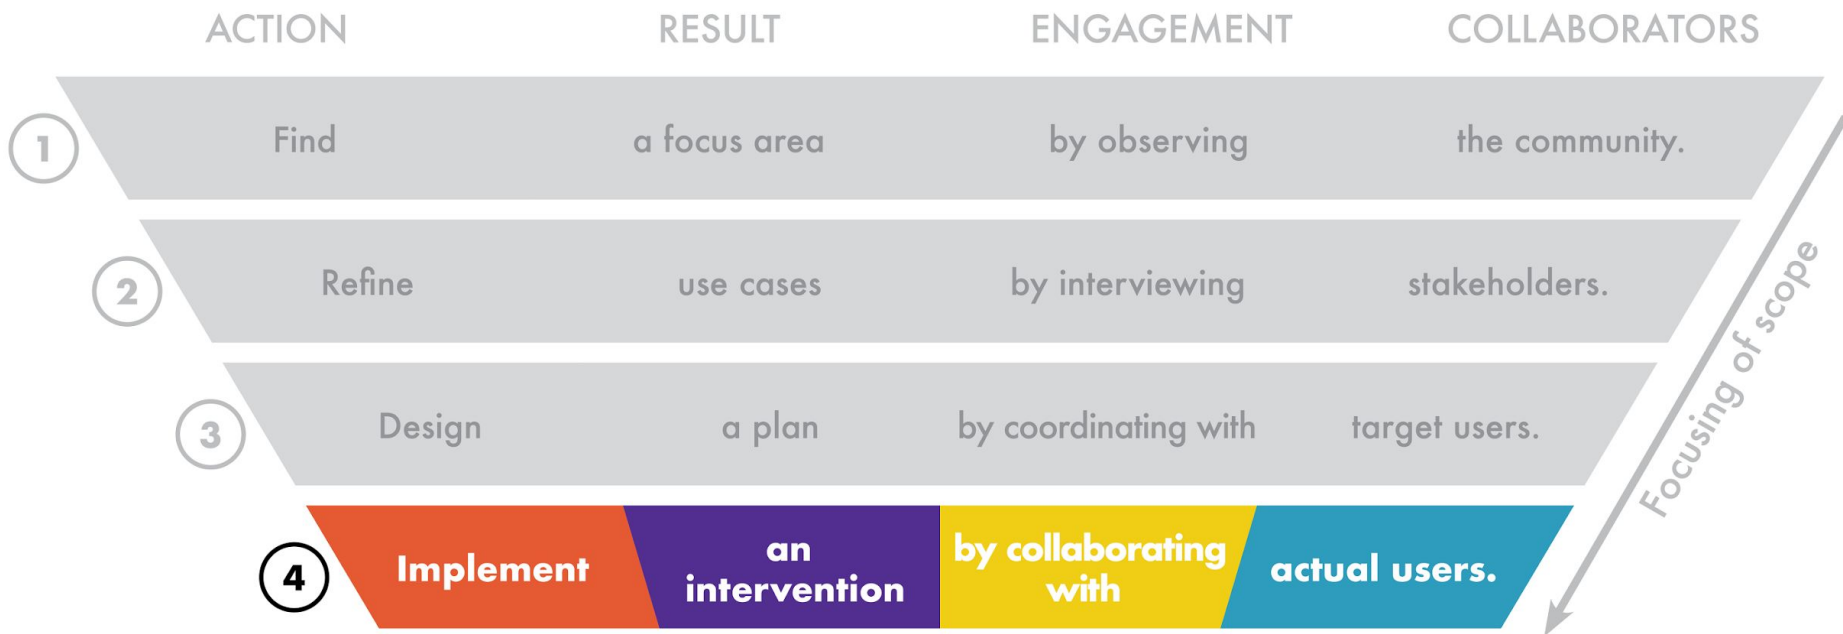 ACTION RESULT ENGAGEMENT COLLABORATORS
1 Find a focus area by observing the community.
2 Refine use cases by interviewing stakeholders.
3 Design a plan by coordinating with target users.
4 Implement
an
intervention
by collaborating
with
actual users.
Focusing of scope